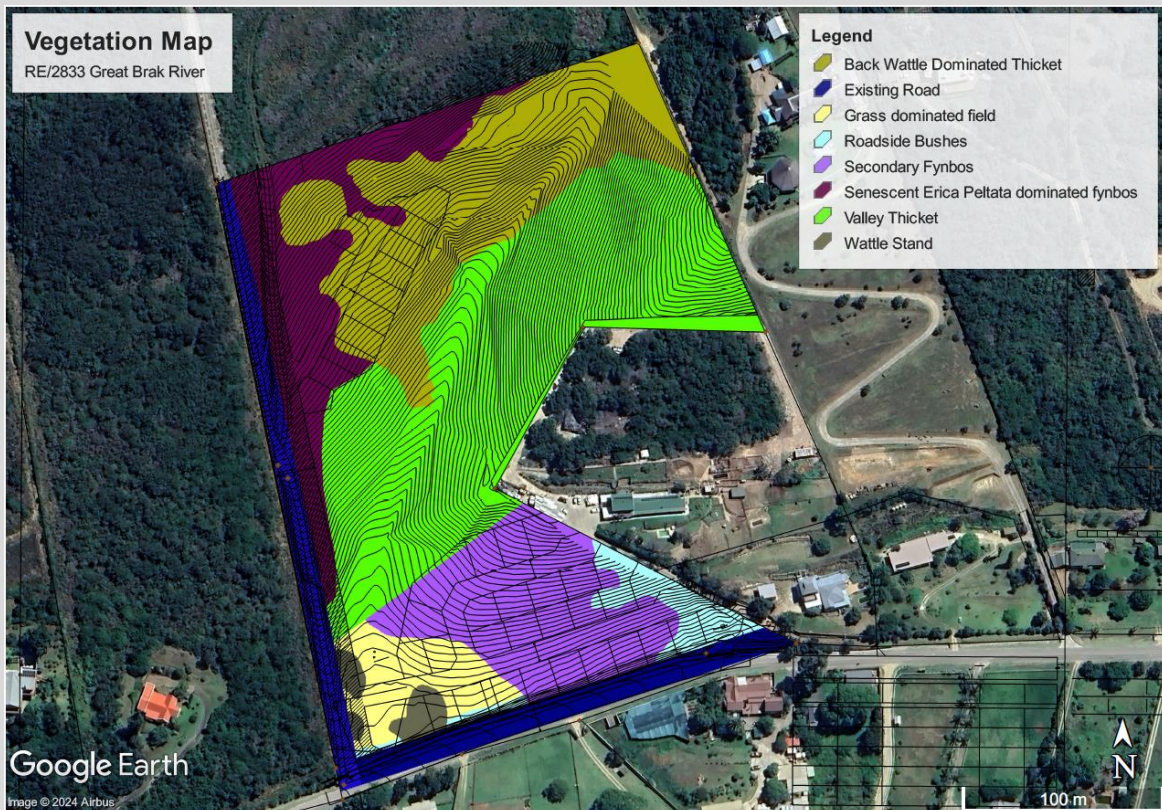 Vegetation Map
RE/2833 Great Brak River
Legend
Back Wattle Dominated Thicket
Existing Road
Grass dominated field
Roadside Bushes
Secondary Fynbos
Senescent Erica Peltata dominated fynbos
Valley Thicket
Wattle Stand
Google Earth
Image © 2024 Airbus
N
100 m